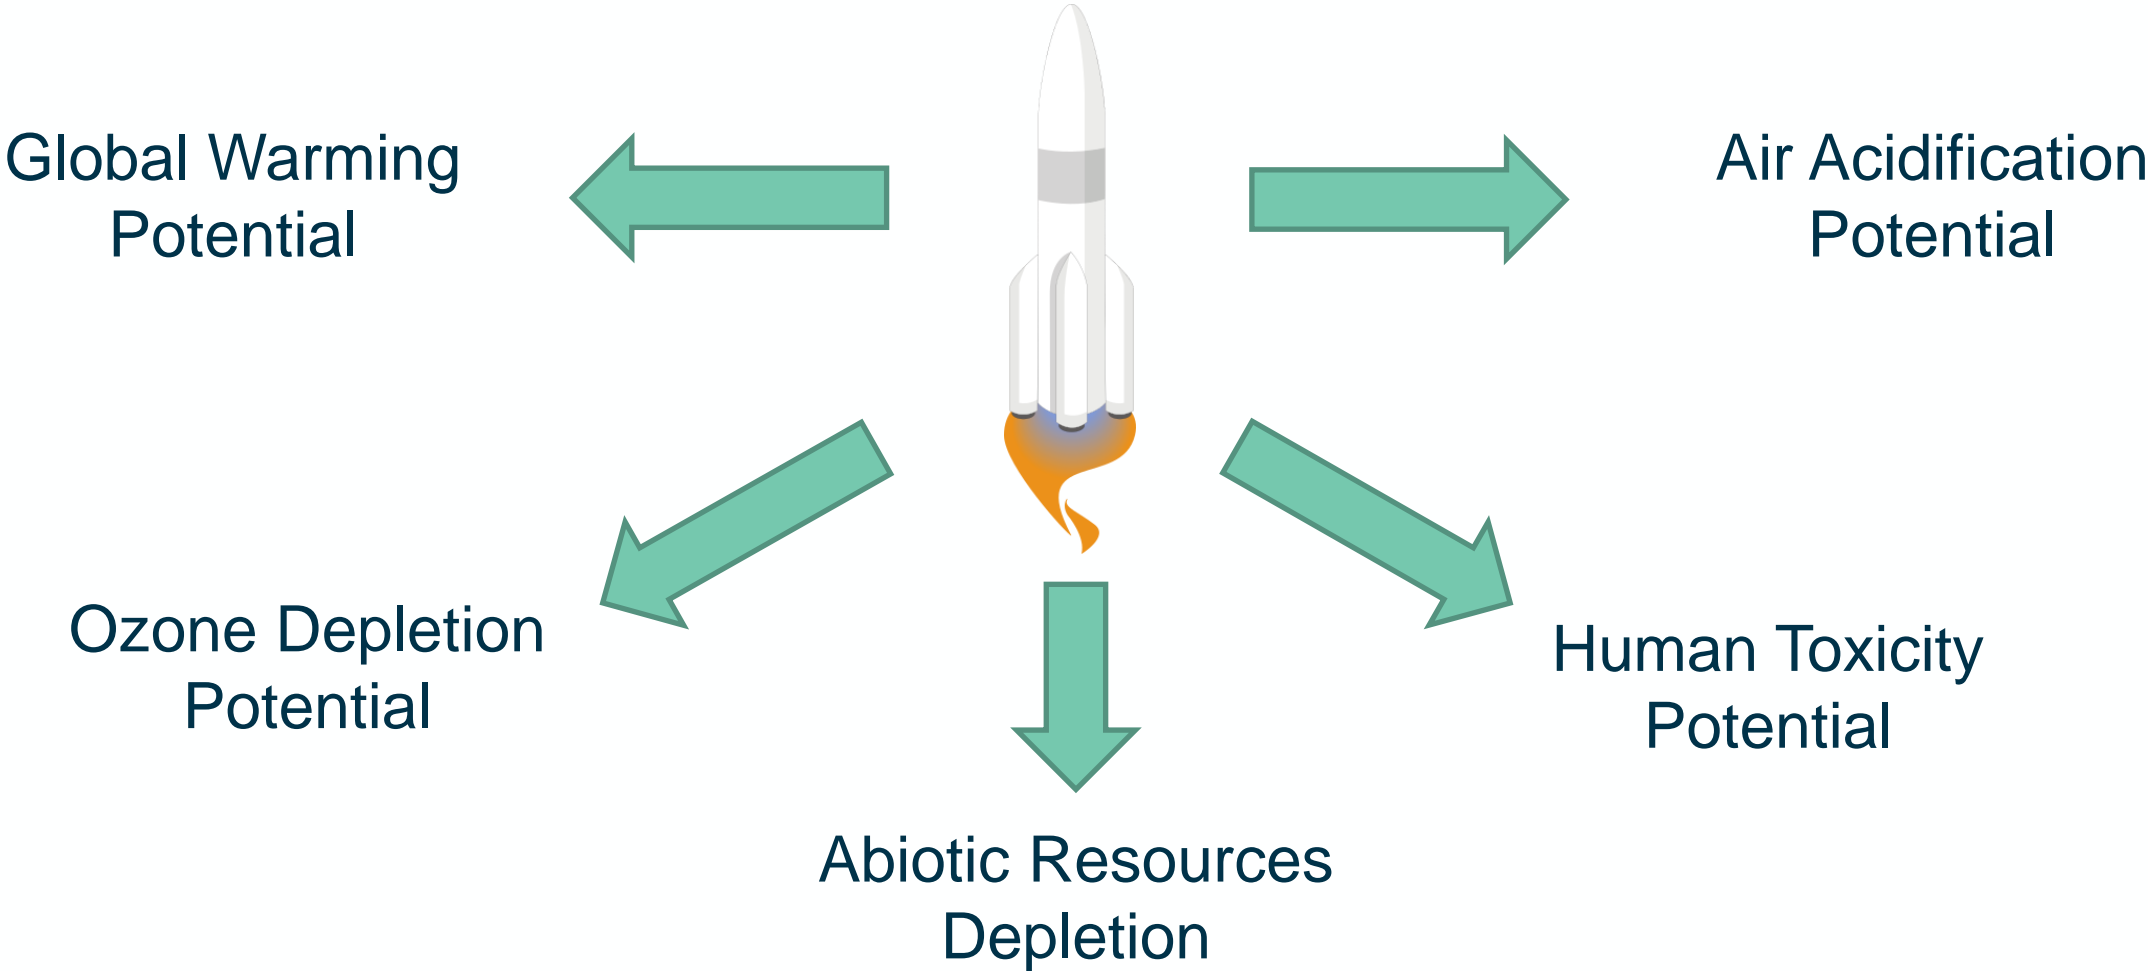 Global Warming
Potential
Air Acidification
Potential
Ozone Depletion
Potential
Human Toxicity
Potential
Abiotic Resources
Depletion